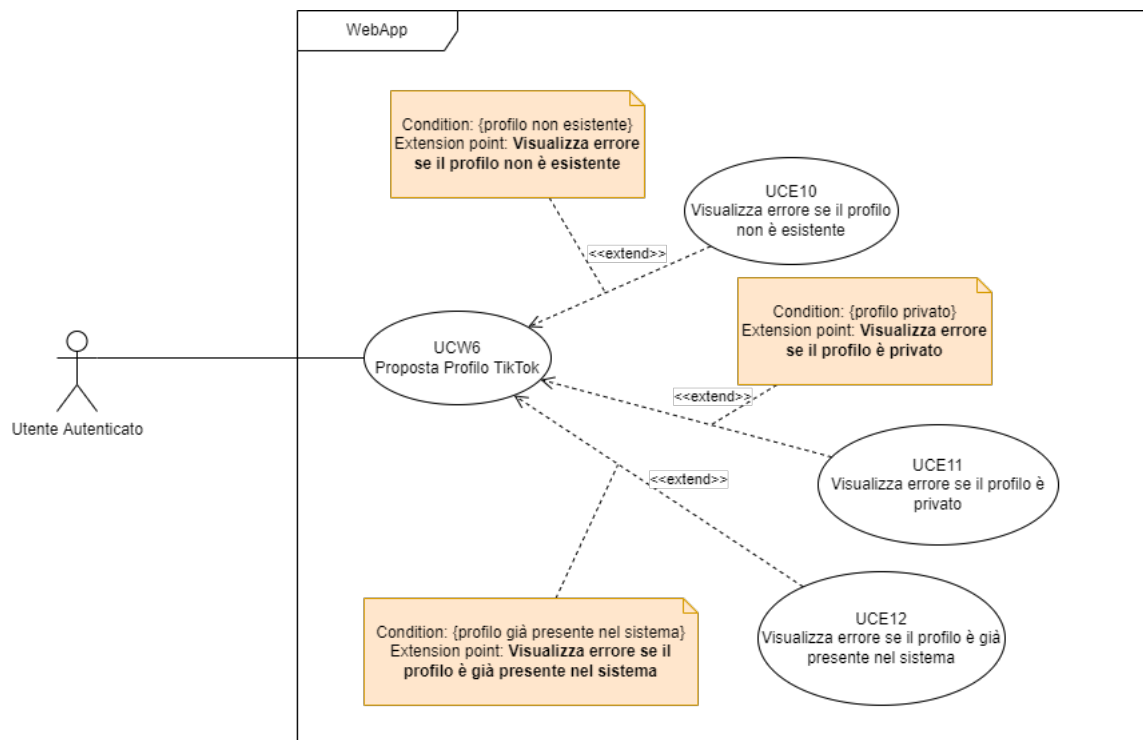 WebApp
Condition: {profilo non esistente}
Extension point: Visualizza errore
se il profilo non è esistente
UCE10
Visualizza errore se il profilo
non è esistente
<<extend>>
Condition: {profilo privato}
Extension point: Visualizza errore
se il profilo è privato
UCW6
Proposta Profilo TikTok
<<extend>>
Utente Autenticato
UCE11
Visualizza errore se il profilo è
privato
<<extend>>
Condition: {profilo già presente nel sistema}
Extension point: Visualizza errore se il
profilo è già presente nel sistema
UCE12
Visualizza errore se il profilo è già
presente nel sistema